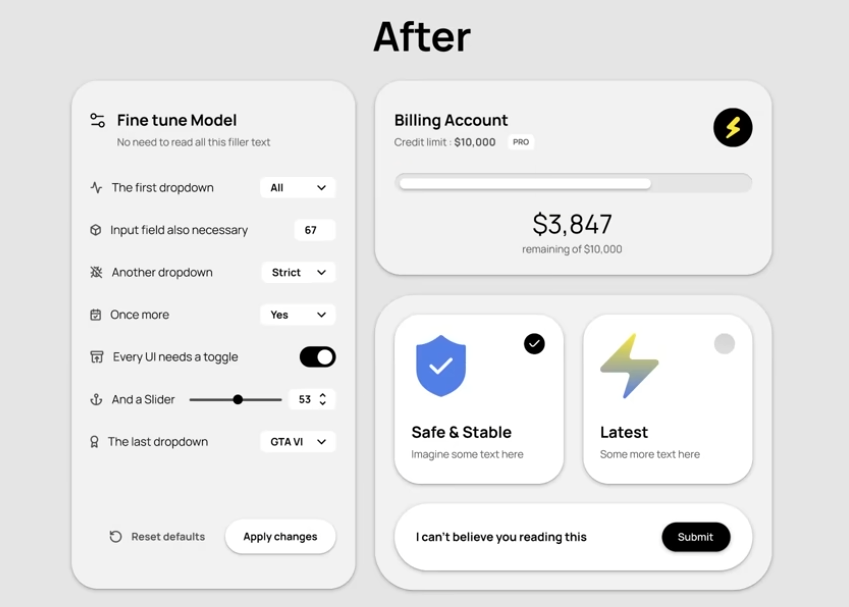 After
Fine tune Model
No need to read all this filler text
The first dropdown
All
Input field also necessary
67
Another dropdown
Strict
Once more
Yes
Every UI needs a toggle
And a Slider
53
The last dropdown
GTA VI
Reset defaults
Apply changes
Billing Account
Credit limit : $10,000 PRO
$3,847
remaining of $10,000
Safe & Stable
Imagine some text here
Latest
Some more text here
I can't believe you reading this
Submit